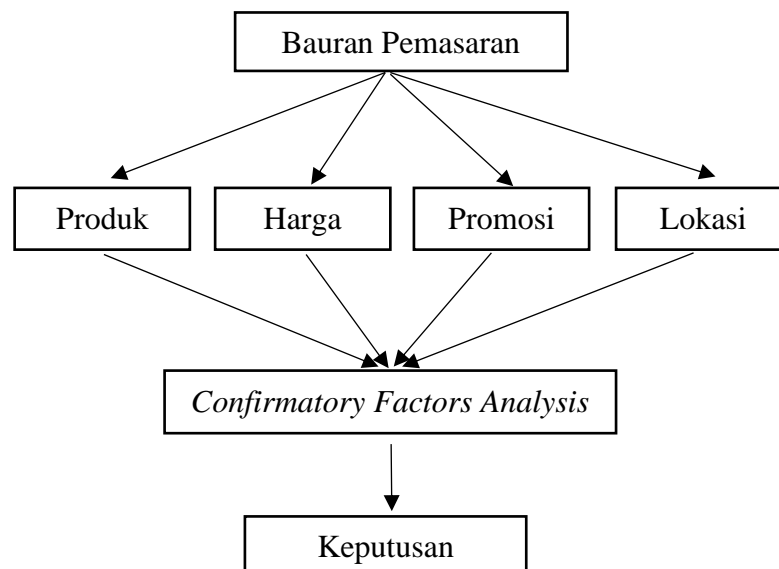 Bauran Pemasaran
Produk
Harga
Promosi
Lokasi
Confirmatory Factors Analysis
Keputusan